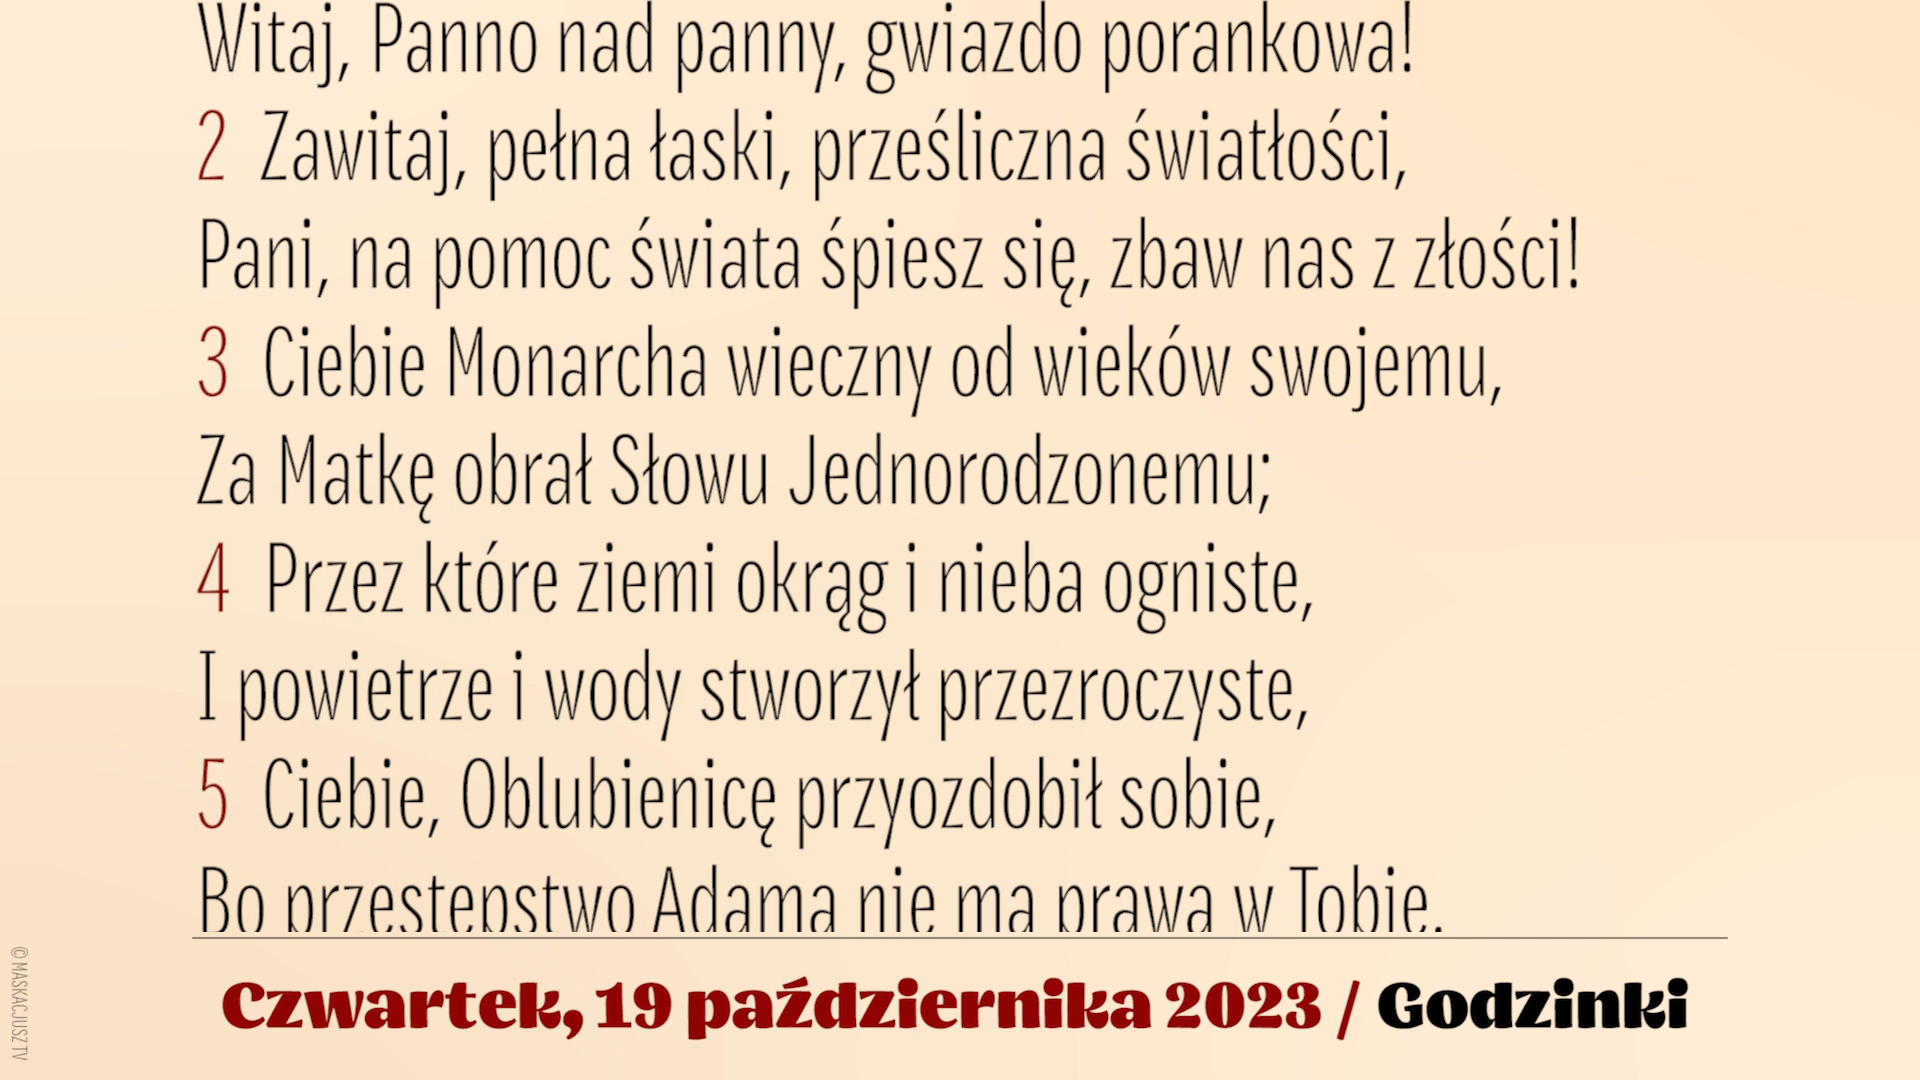 Witaj, Panno nad panny, gwiazdo porankowa!
2 Zawitaj, pełna łaski, prześliczna światłości,
Pani, na pomoc świata śpiesz się, zbaw nas z złości!
3 Ciebie Monarcha wieczny od wieków swojemu,
Za Matkę obrał Słowu Jednorodzonemu;
4 Przez które ziemi okrąg i nieba ogniste,
I powietrze i wody stworzył przezroczyste,
5 Ciebie, Oblubienicę przyozdobił sobie,
Bo przestępstwo Adama nie ma prawa w Tobie.
Czwartek, 19 października 2023 / Godzinki
© MASKACJUSZ TV